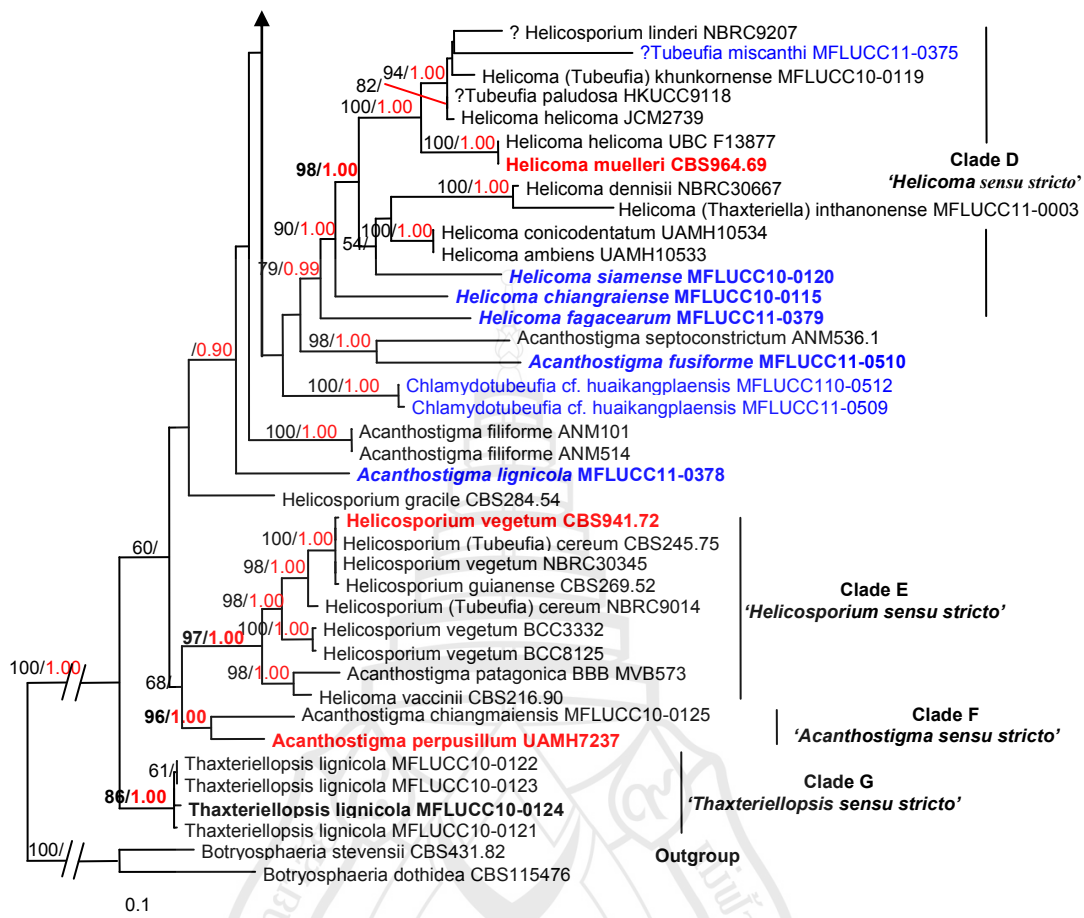 ? Helicosporium linderi NBRC9207
?Tubeufia miscanthi MFLUCC11-0375
94/1.00
Helicoma (Tubeufia) khunkornense MFLUCC10-0119
82/
?Tubeufia paludosa HKUCC9118
100/1.00
Helicoma helicoma JCM2739
Helicoma helicoma UBC F13877
100/1.00
Helicoma muelleri CBS964.69
Clade D
98/1.00
'Helicoma sensu stricto'
Helicoma dennisii NBRC30667
100/1.00
Helicoma (Thaxteriella) inthanonense MFLUCC11-0003
90/1.00
100/1.00
Helicoma conicodentatum UAMH10534
54/
Helicoma ambiens UAMH10533
79/0.99
Helicoma siamense MFLUCC10-0120
Helicoma chiangraiense MFLUCC10-0115
Helicoma fagacearum MFLUCC11-0379
98/1.00
Acanthostigma septoconstrictum ANM536.1
/0.90
Acanthostigma fusiforme MFLUCC11-0510
100/1.00
Chlamydotubeufia cf. huaikangplaensis MFLUCC110-0512
Chlamydotubeufia cf. huaikangplaensis MFLUCC11-0509
100/1.00
Acanthostigma filiforme ANM101
Acanthostigma filiforme ANM514
Acanthostigma lignicola MFLUCC11-0378
Helicosporium gracile CBS284.54
Helicosporium vegetum CBS941.72
60/
100/1.00
Helicosporium (Tubeufia) cereum CBS245.75
98/1.00
Helicosporium vegetum NBRC30345
Helicosporium guianense CBS269.52
Clade E
98/1.00
Helicosporium (Tubeufia) cereum NBRC9014
'Helicosporium sensu stricto'
97/1.00
100/1.00
Helicosporium vegetum BCC3332
Helicosporium vegetum BCC8125
100/1.00
68/
98/1.00
Acanthostigma patagonica BBB MVB573
Helicoma vaccinii CBS216.90
96/1.00
Acanthostigma chiangmaiensis MFLUCC10-0125
Clade F
Acanthostigma perpusillum UAMH7237
'Acanthostigma sensu stricto'
61/
Thaxteriellopsis lignicola MFLUCC10-0122
Thaxteriellopsis lignicola MFLUCC10-0123
Clade G
86/1.00
Thaxteriellopsis lignicola MFLUCC10-0124
'Thaxteriellopsis sensu stricto'
Thaxteriellopsis lignicola MFLUCC10-0121
100/
Botryosphaeria stevensii CBS431.82
Outgroup
Botryosphaeria dothidea CBS115476
0.1